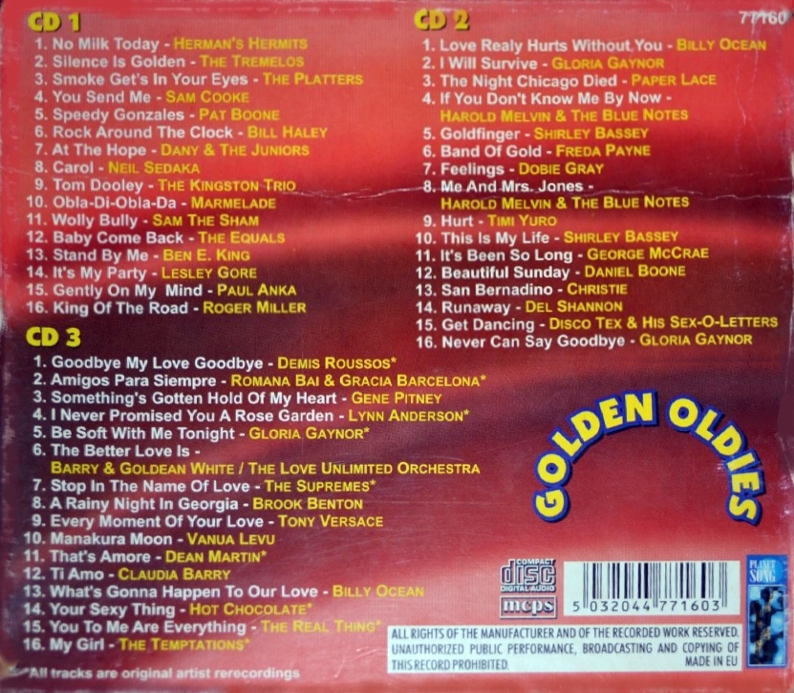 CD 1
1. No Milk Today - HERMAN'S HERMITS
2. Silence Is Golden - THE TREMELOS
3. Smoke Get's In Your Eyes - THE PLATTERS
4. You Send Me - SAM COOKE
5. Speedy Gonzales - PAT BOONE
6. Rock Around The Clock - BILL HALEY
7. At The Hope - DANY & THE JUNIORS
8. Carol - NEIL SEDAKA
9. Tom Dooley - THE KINGSTON TRIO
10. Obla-Di-Obla-Da - MARMELADE
11. Wolly Bully - SAM THE SHAM
12. Baby Come Back - THE EQUALS
13. Stand By Me - BEN E. KING
14. It's My Party - LESLEY GORE
15. Gently On My Mind - PAUL ANKA
16. King Of The Road - ROGER MILLER
CD 2
77160
1. Love Realy Hurts Without You - BILLY OCEAN
2. I Will Survive - GLORIA GAYNOR
3. The Night Chicago Died - PAPER LACE
4. If You Don't Know Me By Now -
HAROLD MELVIN & THE BLUE NOTES
5. Goldfinger - SHIRLEY BASSEY
6. Band Of Gold - FREDA PAYNE
7. Feelings - DOBIE GRAY
8. Me And Mrs. Jones -
HAROLD MELVIN & THE BLUE NOTES
9. Hurt - TIMI YURO
10. This Is My Life - SHIRLEY BASSEY
11. It's Been So Long - GEORGE MCCRAE
12. Beautiful Sunday - DANIEL BOONE
13. San Bernadino - CHRISTIE
14. Runaway - DEL SHANNON
15. Get Dancing - DISCO TEX & HIS SEX-O-LETTERS
16. Never Can Say Goodbye - GLORIA GAYNOR
CD 3
1. Goodbye My Love Goodbye - DEMIS ROUSSOS*
2. Amigos Para Siempre - ROMANA BAI & GRACIA BARCELONA*
3. Something's Gotten Hold Of My Heart - GENE PITNEY
4. I Never Promised You A Rose Garden - LYNN ANDERSON*
5. Be Soft With Me Tonight - GLORIA GAYNOR*
6. The Better Love Is -
BARRY & GOLDEAN WHITE / THE LOVE UNLIMITED ORCHESTRA
7. Stop In The Name Of Love - THE SUPREMES*
8. A Rainy Night In Georgia - BROOK BENTON
9. Every Moment Of Your Love - TONY VERSACE
10. Manakura Moon - VANUA LEVU
11. That's Amore - DEAN MARTIN*
12. Ti Amo - CLAUDIA BARRY
13. What's Gonna Happen To Our Love - BILLY OCEAN
14. Your Sexy Thing - HOT CHOCOLATE*
15. You To Me Are Everything - THE REAL THING*
16. My Girl - THE TEMPTATIONS*
*All tracks are original artist rerecordings
GOLDEN OLDIES
COMPACT
disc
DIGITAL AUDIO
mcps
5 032044 771603
PLANET
SONG
ALL RIGHTS OF THE MANUFACTURER AND OF THE RECORDED WORK RESERVED.
UNAUTHORIZED PUBLIC PERFORMANCE, BROADCASTING AND COPYING OF
THIS RECORD PROHIBITED. MADE IN EU